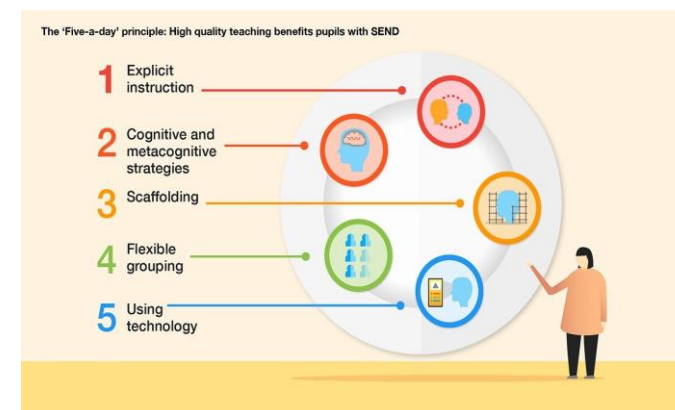 The ‘Five-a-day’ principle: High quality teaching benefits pupils with SEND
1 Explicit
instruction
2 Cognitive and
metacognitive
strategies
3 Scaffolding
4 Flexible
grouping
5 Using
technology